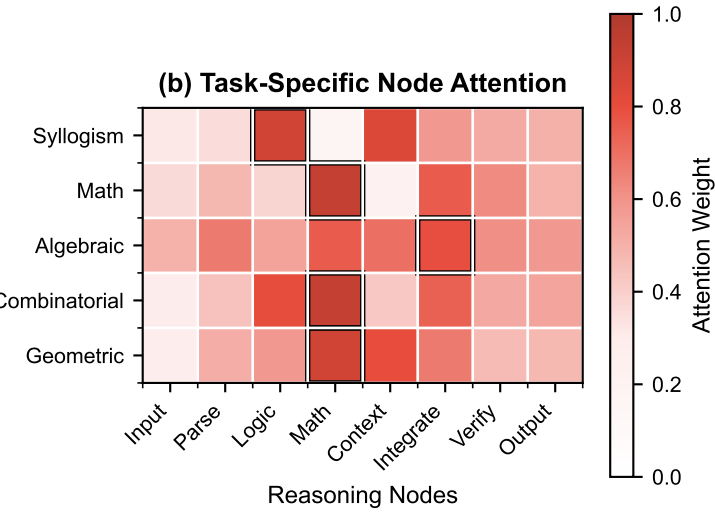 (b) Task-Specific Node Attention
Syllogism
Math
Algebraic
Combinatorial
Geometric
Input
Parse
Logic
Math
Context
Integrate
Verify
Output
Reasoning Nodes
1.0
0.8
0.6
0.4
0.2
0.0
Attention Weight